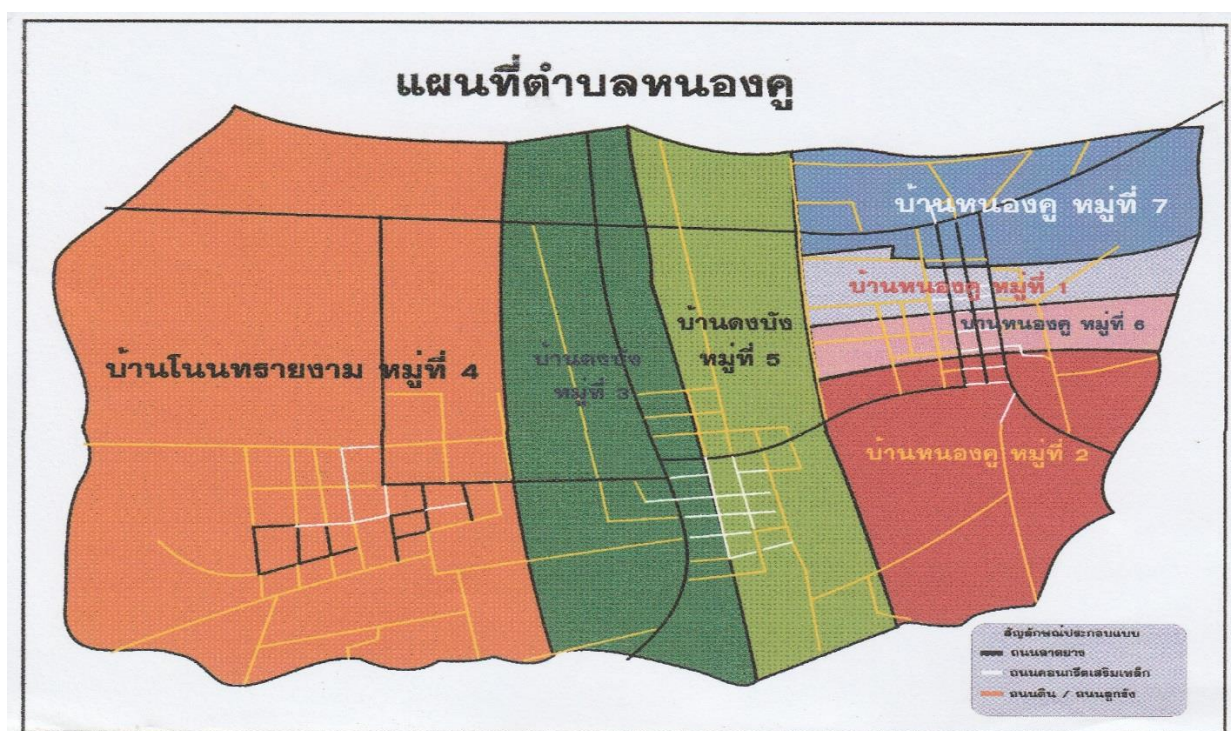 แผนที่ตำบลหนองคู
บ้านหนองคู หมู่ที่ 7
บ้านหนองคู หมู่ที่ 1
บ้านหนองคู หมู่ที่ 6
บ้านดงบัง
หมู่ที่ 5
บ้านดงบัง
หมู่ที่ 3
บ้านโนนทรายงาม หมู่ที่ 4
บ้านหนองคู หมู่ที่ 2
สัญลักษณ์ประกอบแบบ
ถนนลาดยาง
ถนนคอนกรีตเสริมเหล็ก
ถนนดิน / ถนนลูกรัง